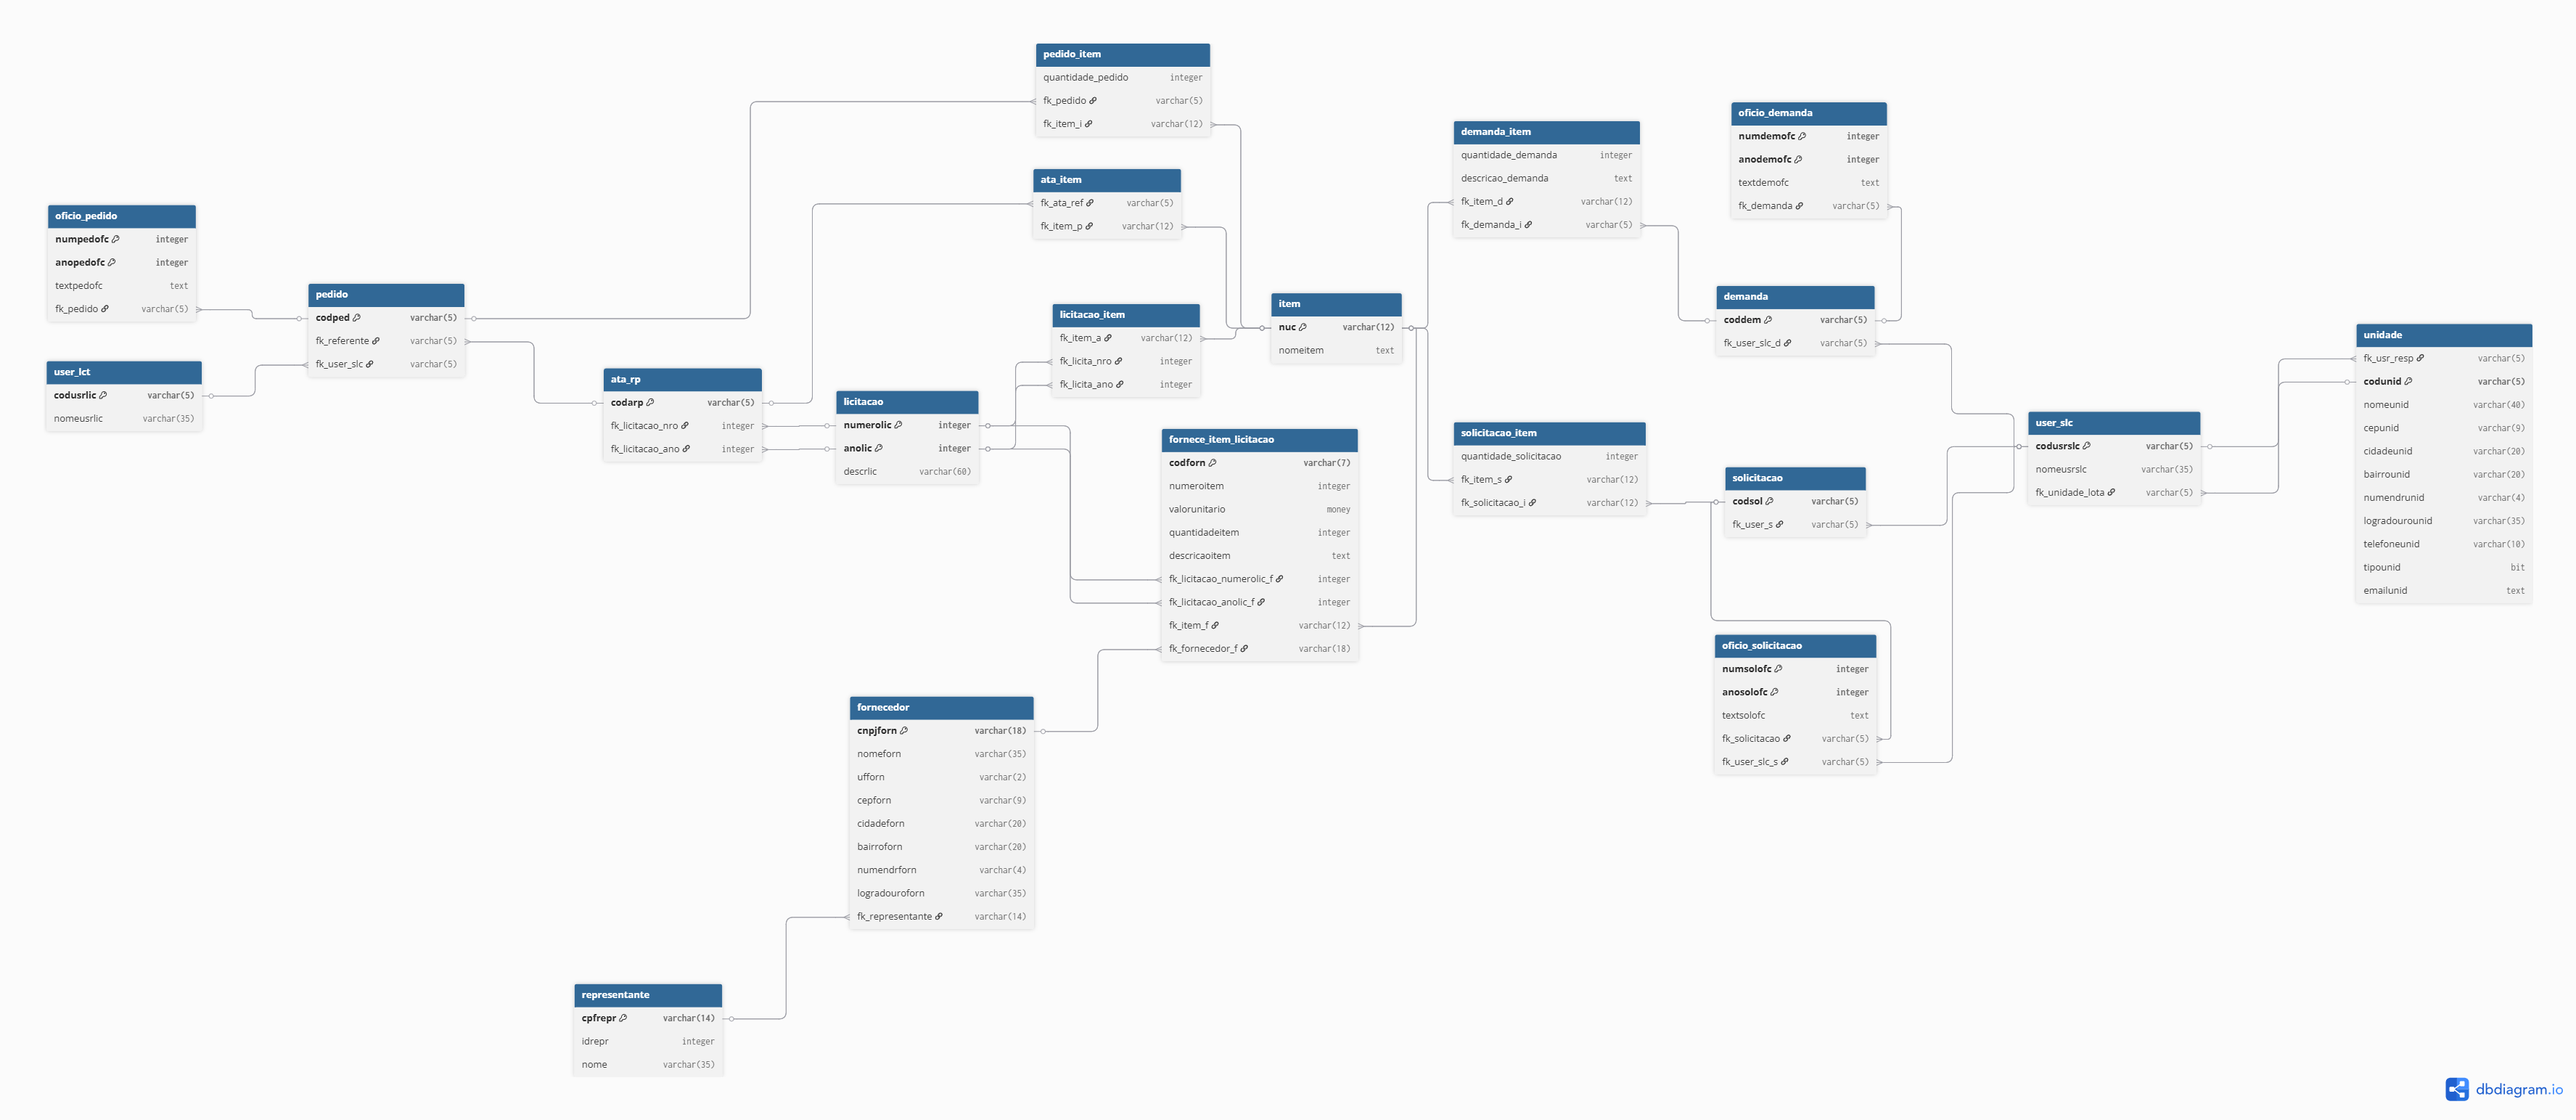 pedido_item
quantidade_pedido integer
fk_pedido varchar(5)
fk_item_i varchar(12)
ata_item
fk_ata_ref varchar(5)
fk_item_p varchar(12)
oficio_pedido
numpedofc integer
anopedofc integer
textpedofc text
fk_pedido varchar(5)
user_lct
codusrlic varchar(5)
nomeusrlic varchar(35)
pedido
codped varchar(5)
fk_referente varchar(5)
fk_user_slc varchar(5)
ata_rp
codarp varchar(5)
fk_licitacao_nro integer
fk_licitacao_ano integer
licitacao
numerolic integer
anolic integer
descrlic varchar(60)
licitacao_item
fk_item_a varchar(12)
fk_licita_nro integer
fk_licita_ano integer
item
nuc varchar(12)
nomeitem text
fornece_item_licitacao
codforn varchar(7)
numeroitem integer
valorunitario money
quantidadeitem integer
descricaoitem text
fk_licitacao_numerolic_f integer
fk_licitacao_anolic_f integer
fk_item_f varchar(12)
fk_fornecedor_f varchar(18)
fornecedor
cnpjforn varchar(18)
nomeforn varchar(35)
ufforn varchar(2)
cepforn varchar(9)
cidadeforn varchar(20)
bairroforn varchar(20)
numendrforn varchar(4)
logradouroforn varchar(35)
fk_representante varchar(14)
representante
cpfrepr varchar(14)
idrepr integer
nome varchar(35)
demanda_item
quantidade_demanda integer
descricao_demanda text
fk_item_d varchar(12)
fk_demanda_i varchar(5)
oficio_demanda
numdemofc integer
anodemofc integer
textdemofc text
fk_demanda varchar(5)
demanda
coddem varchar(5)
fk_user_slc_d varchar(5)
solicitacao_item
quantidade_solicitacao integer
fk_item_s varchar(12)
fk_solicitacao_i varchar(12)
solicitacao
codsol varchar(5)
fk_user_s varchar(5)
oficio_solicitacao
numsolofc integer
anosolofc integer
textsolofc text
fk_solicitacao varchar(5)
fk_user_slc_s varchar(5)
user_slc
codusrslc varchar(5)
nomeusrslc varchar(35)
fk_unidade_lota varchar(5)
unidade
fk_usr_resp varchar(5)
codunid varchar(5)
nomeunid varchar(40)
cepunid varchar(9)
cidadeunid varchar(20)
bairrounid varchar(20)
numendrunid varchar(4)
logradourounid varchar(35)
telefoneunid varchar(10)
tipounid bit
emailunid text
dbdiagram.io